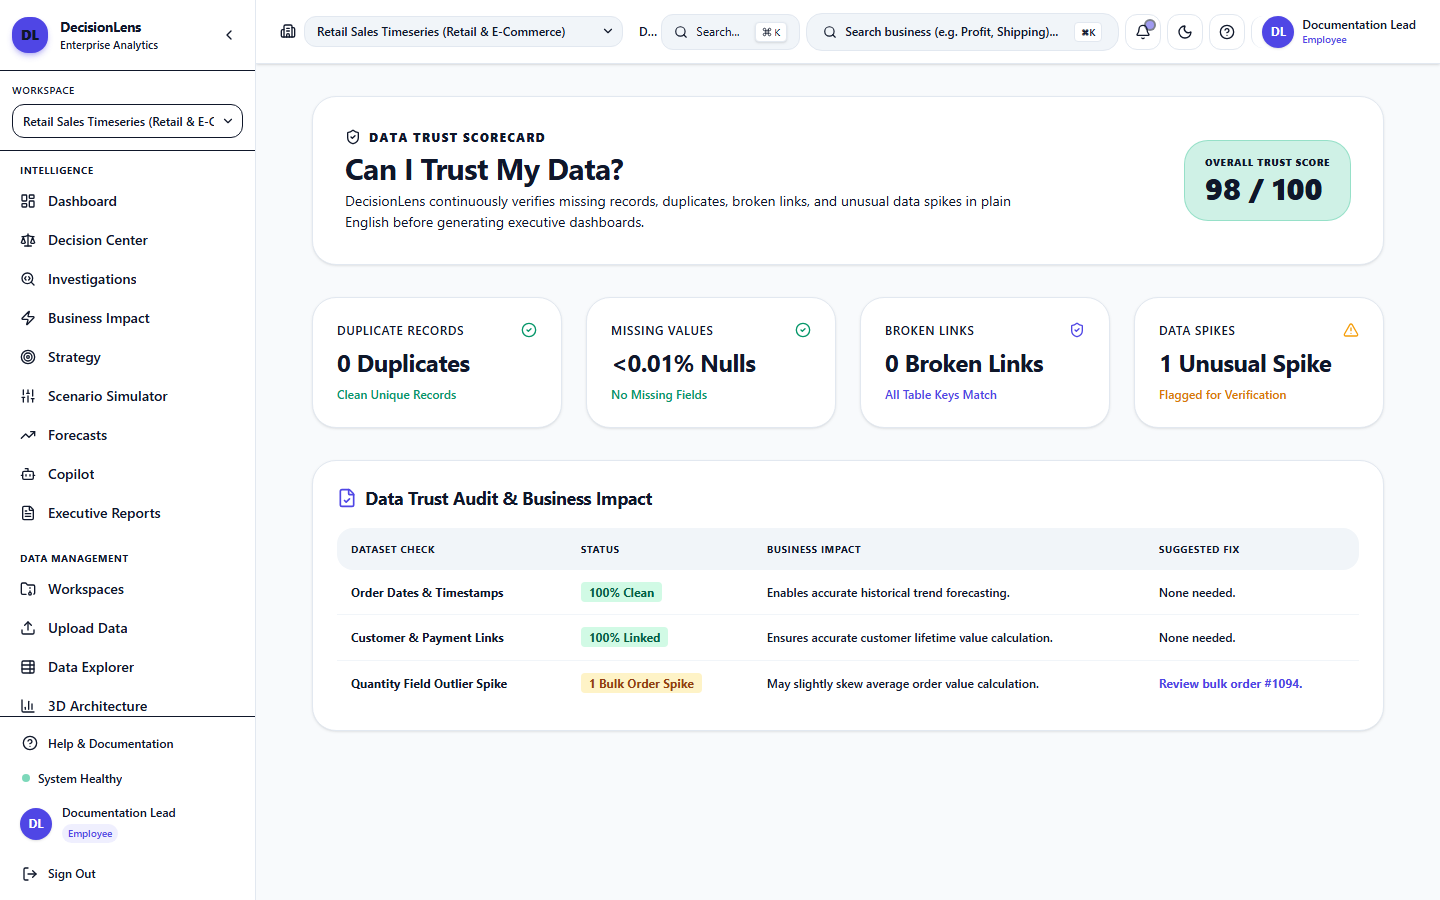 DL
DecisionLens
Enterprise Analytics
WORKSPACE
Retail Sales Timeseries (Retail & E-C
INTELLIGENCE
Dashboard
Decision Center
Investigations
Business Impact
Strategy
Scenario Simulator
Forecasts
Copilot
Executive Reports
DATA MANAGEMENT
Workspaces
Upload Data
Data Explorer
3D Architecture
Help & Documentation
System Healthy
DL
Documentation Lead
Employee
Sign Out
Retail Sales Timeseries (Retail & E-Commerce)
D...
Search...
⌘ K
Search business (e.g. Profit, Shipping)...
⌘K
DL
Documentation Lead
Employee
DATA TRUST SCORECARD
Can I Trust My Data?
DecisionLens continuously verifies missing records, duplicates, broken links, and unusual data spikes in plain
English before generating executive dashboards.
OVERALL TRUST SCORE
98 / 100
DUPLICATE RECORDS
0 Duplicates
Clean Unique Records
MISSING VALUES
<0.01% Nulls
No Missing Fields
BROKEN LINKS
0 Broken Links
All Table Keys Match
DATA SPIKES
1 Unusual Spike
Flagged for Verification
Data Trust Audit & Business Impact
DATASET CHECK STATUS BUSINESS IMPACT SUGGESTED FIX
Order Dates & Timestamps 100% Clean Enables accurate historical trend forecasting. None needed.
Customer & Payment Links 100% Linked Ensures accurate customer lifetime value calculation. None needed.
Quantity Field Outlier Spike 1 Bulk Order Spike May slightly skew average order value calculation. Review bulk order #1094.